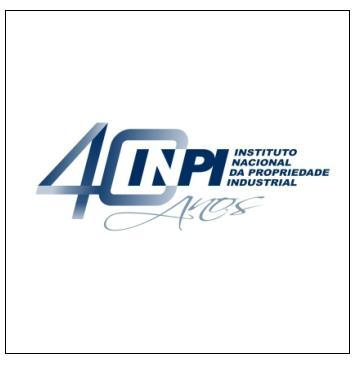 40 INPI
INSTITUTO
NACIONAL
DA PROPRIEDADE
INDUSTRIAL
Anos